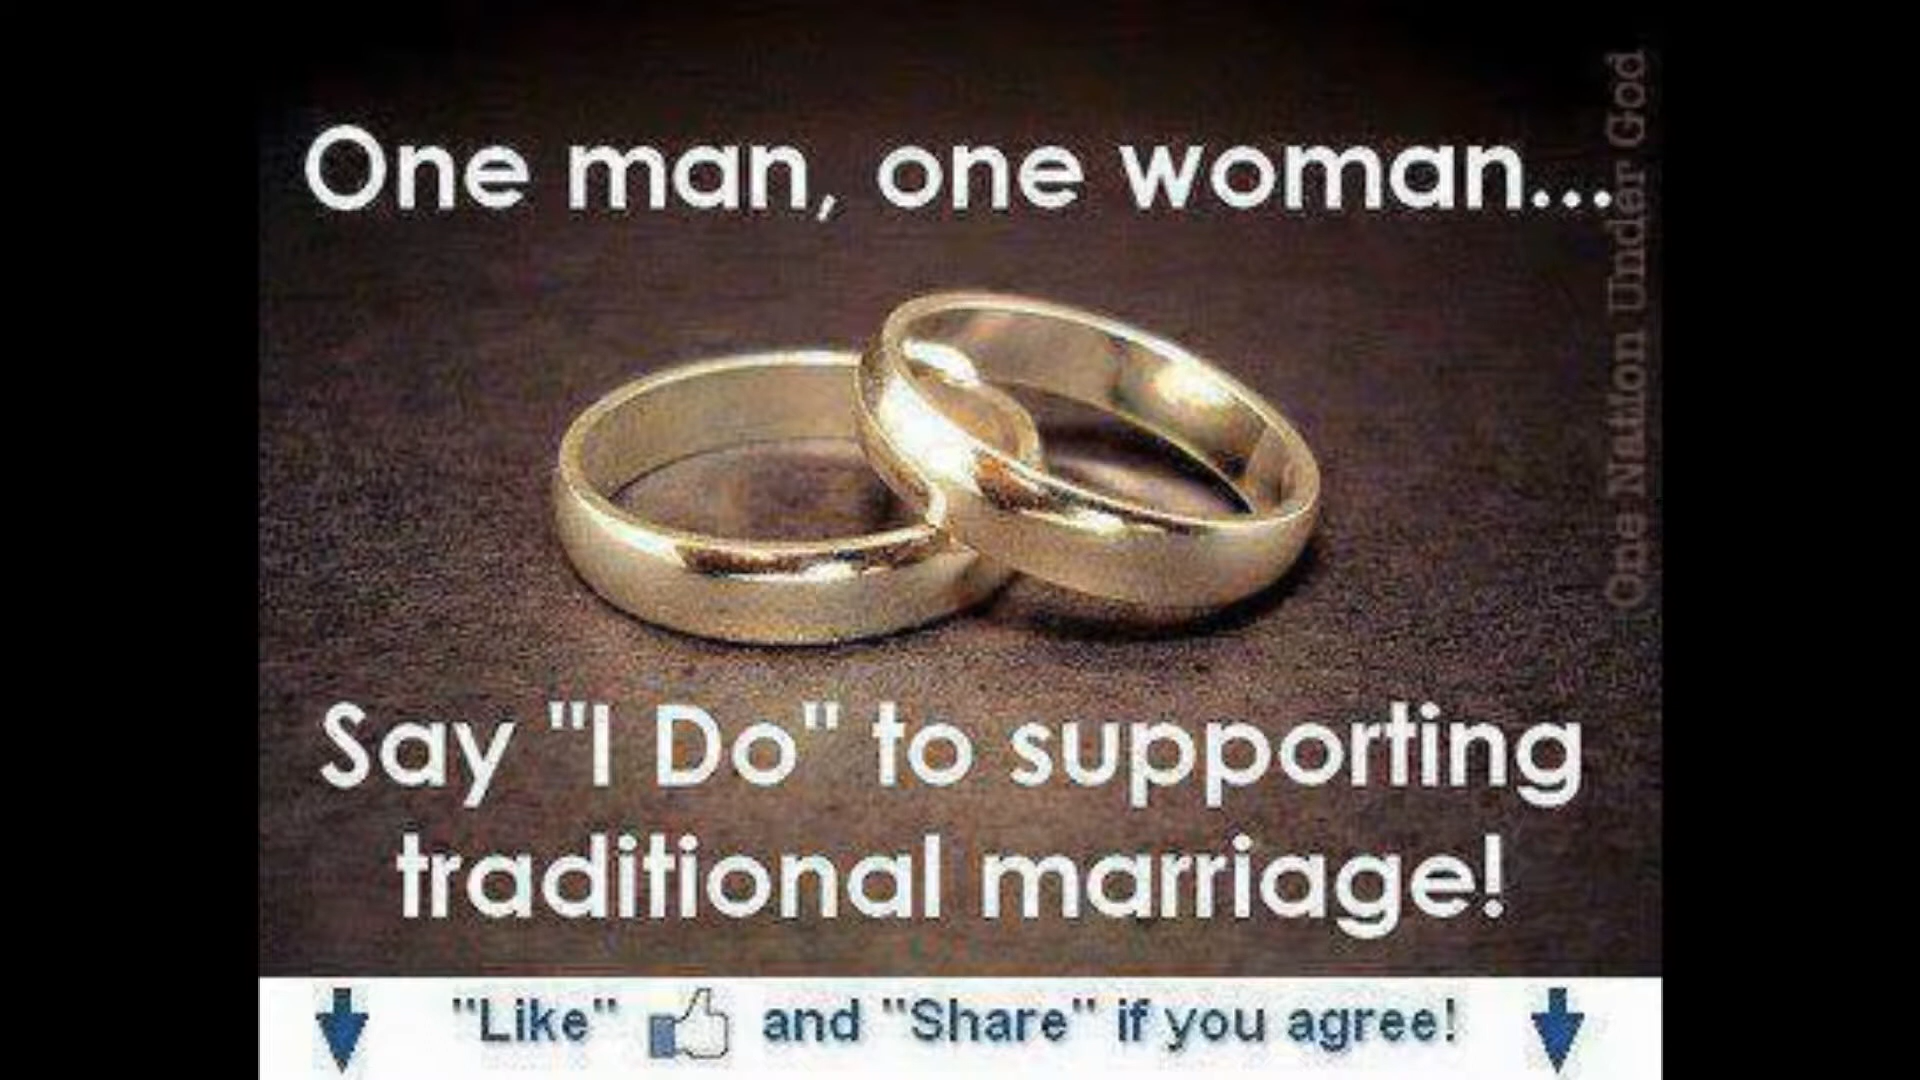 One man, one woman...
One Nation Under God
Say "I Do" to supporting
traditional marriage!
"Like" and "Share" if you agree!